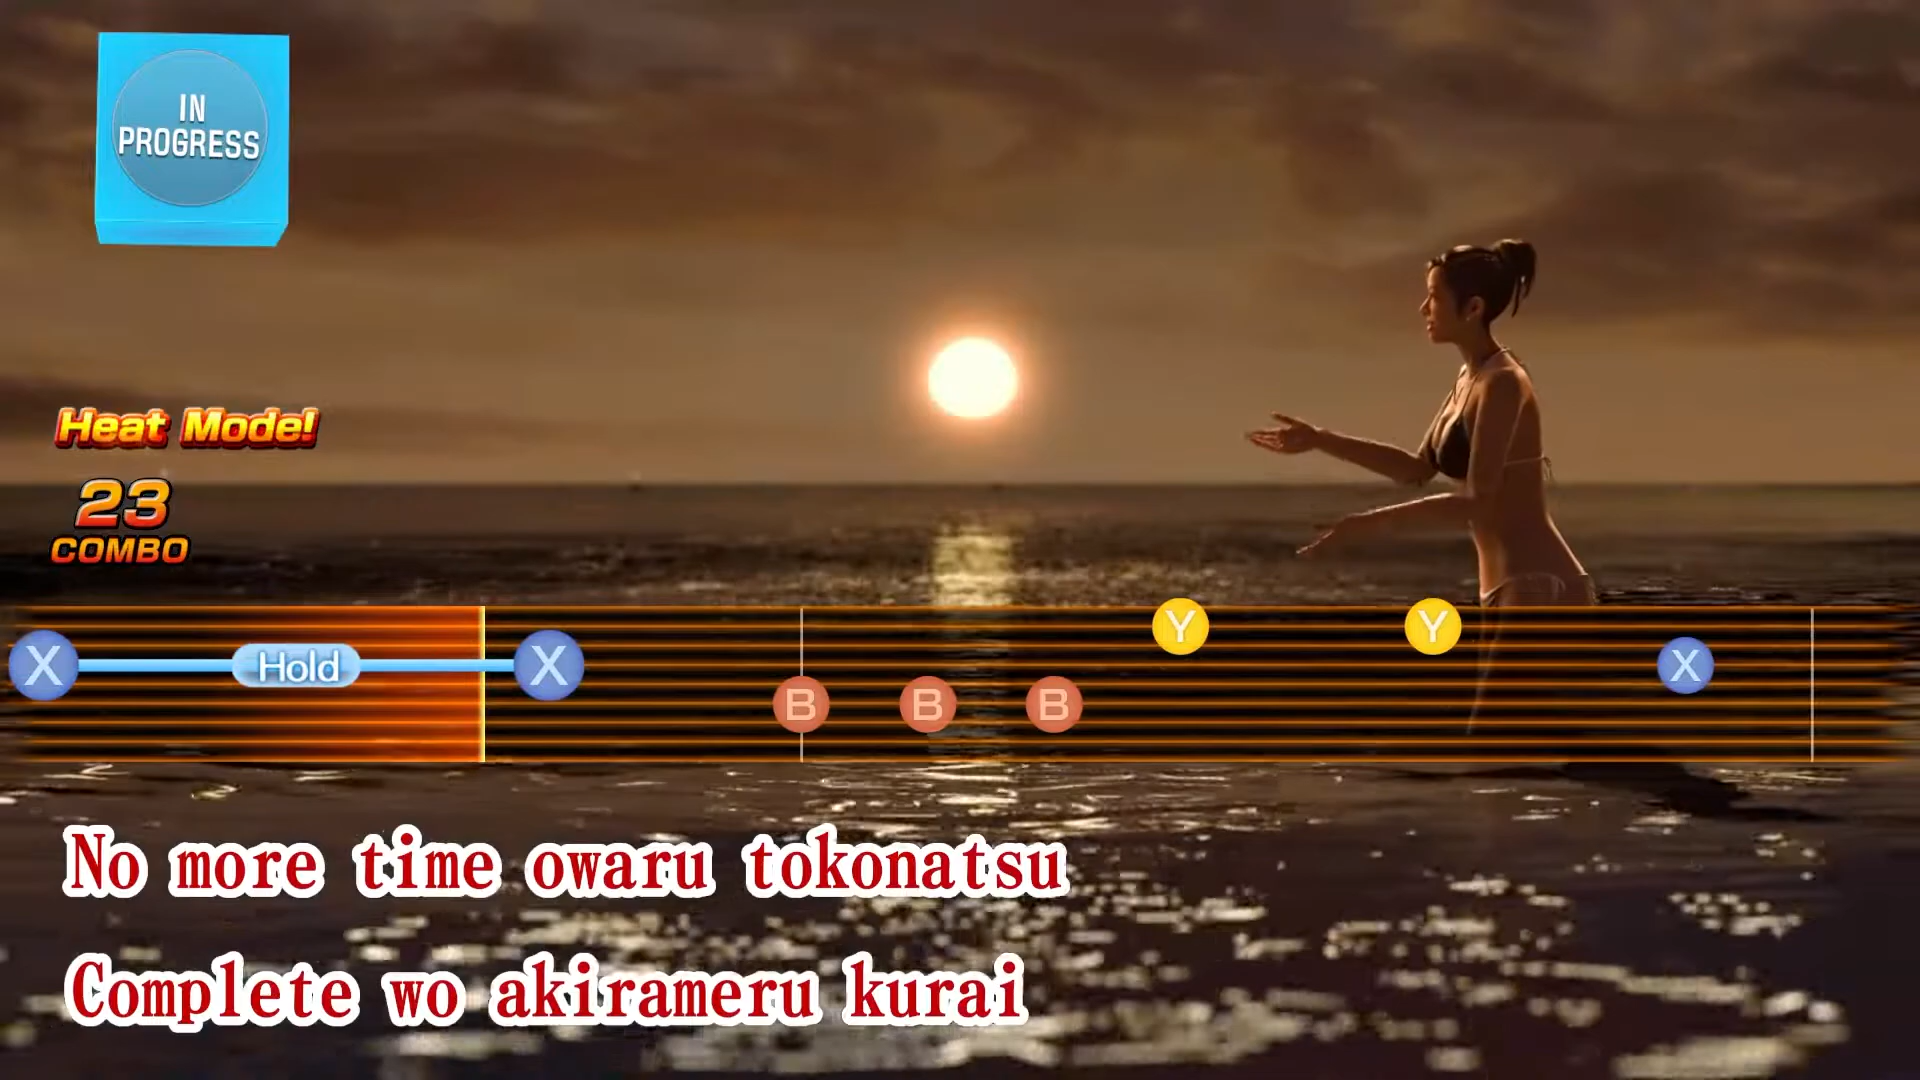 IN
PROGRESS
Heat Mode!
23
COMBO
X Hold X B B B Y Y X
No more time owaru tokonatsu
Complete wo akirameru kurai